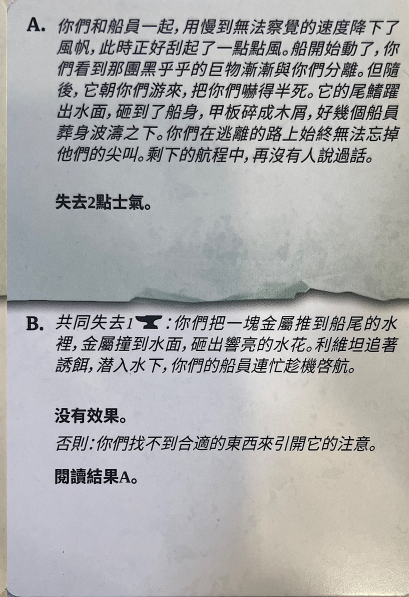 A. 你們和船員一起，用慢到無法察覺的速度降下了
風帆，此時正好刮起了一點點風。船開始動了，你
們看到那團黑乎乎的巨物漸漸與你們分離。但隨
後，它朝你們游來，把你們嚇得半死。它的尾鰭躍
出水面，砸到了船身，甲板碎成木屑，好幾個船員
葬身波濤之下。你們在逃離的路上始終無法忘掉
他們的尖叫。剩下的航程中，再沒有人說過話。
失去2點士氣。
B. 共同失去1：你們把一塊金屬推到船尾的水
裡，金屬撞到水面，砸出響亮的水花。利維坦追著
誘餌，潛入水下，你們的船員連忙趁機啓航。
没有效果。
否則：你們找不到合適的東西來引開它的注意。
閱讀結果A。